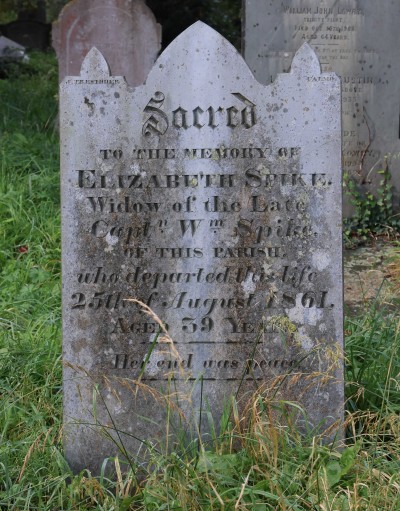 Sacred
TO THE MEMORY OF
ELIZABETH SPIKE.
Widow of the Late
Captn. Wm Spike,
OF THIS PARISH,
who departed this life
25th of August 1861.
AGED 59 YEARS
Her end was peace.